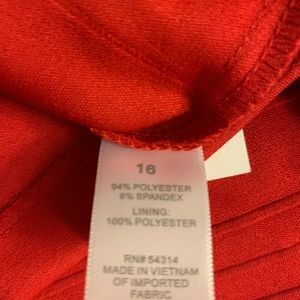 16
94% POLYESTER
6% SPANDEX
LINING:
100% POLYESTER
RN# 54314
MADE IN VIETNAM
OF IMPORTED
FABRIC